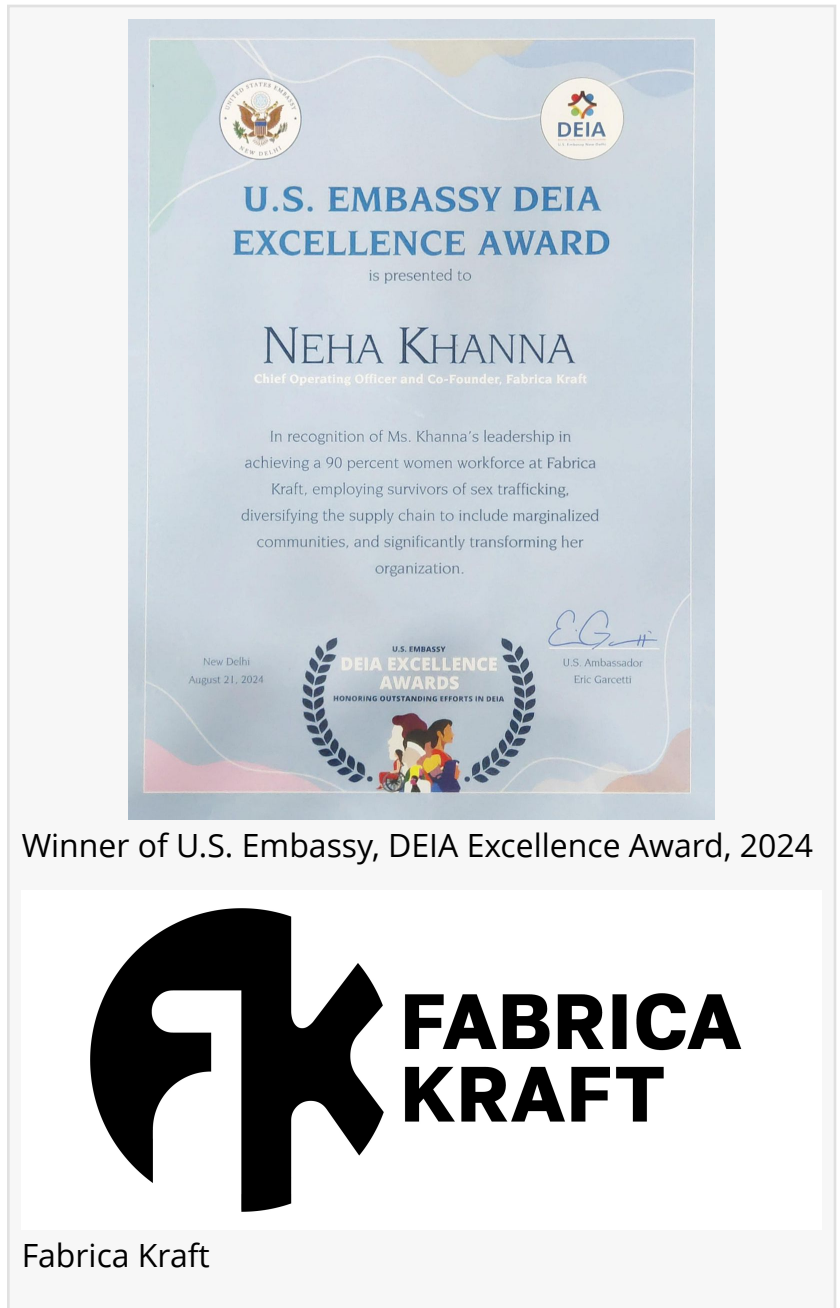 UNITED STATES EMBASSY
NEW DELHI
DEIA
U.S. Embassy New Delhi
U.S. EMBASSY DEIA
EXCELLENCE AWARD
is presented to
NEHA KHANNA
Chief Operating Officer and Co-Founder, Fabrica Kraft
In recognition of Ms. Khanna's leadership in
achieving a 90 percent women workforce at Fabrica
Kraft, employing survivors of sex trafficking,
diversifying the supply chain to include marginalized
communities, and significantly transforming her
organization.
New Delhi
August 21, 2024
U.S. EMBASSY
DEIA EXCELLENCE
AWARDS
HONORING OUTSTANDING EFFORTS IN DEIA
U.S. Ambassador
Eric Garcetti
Winner of U.S. Embassy, DEIA Excellence Award, 2024
FK
FABRICA
KRAFT
Fabrica Kraft